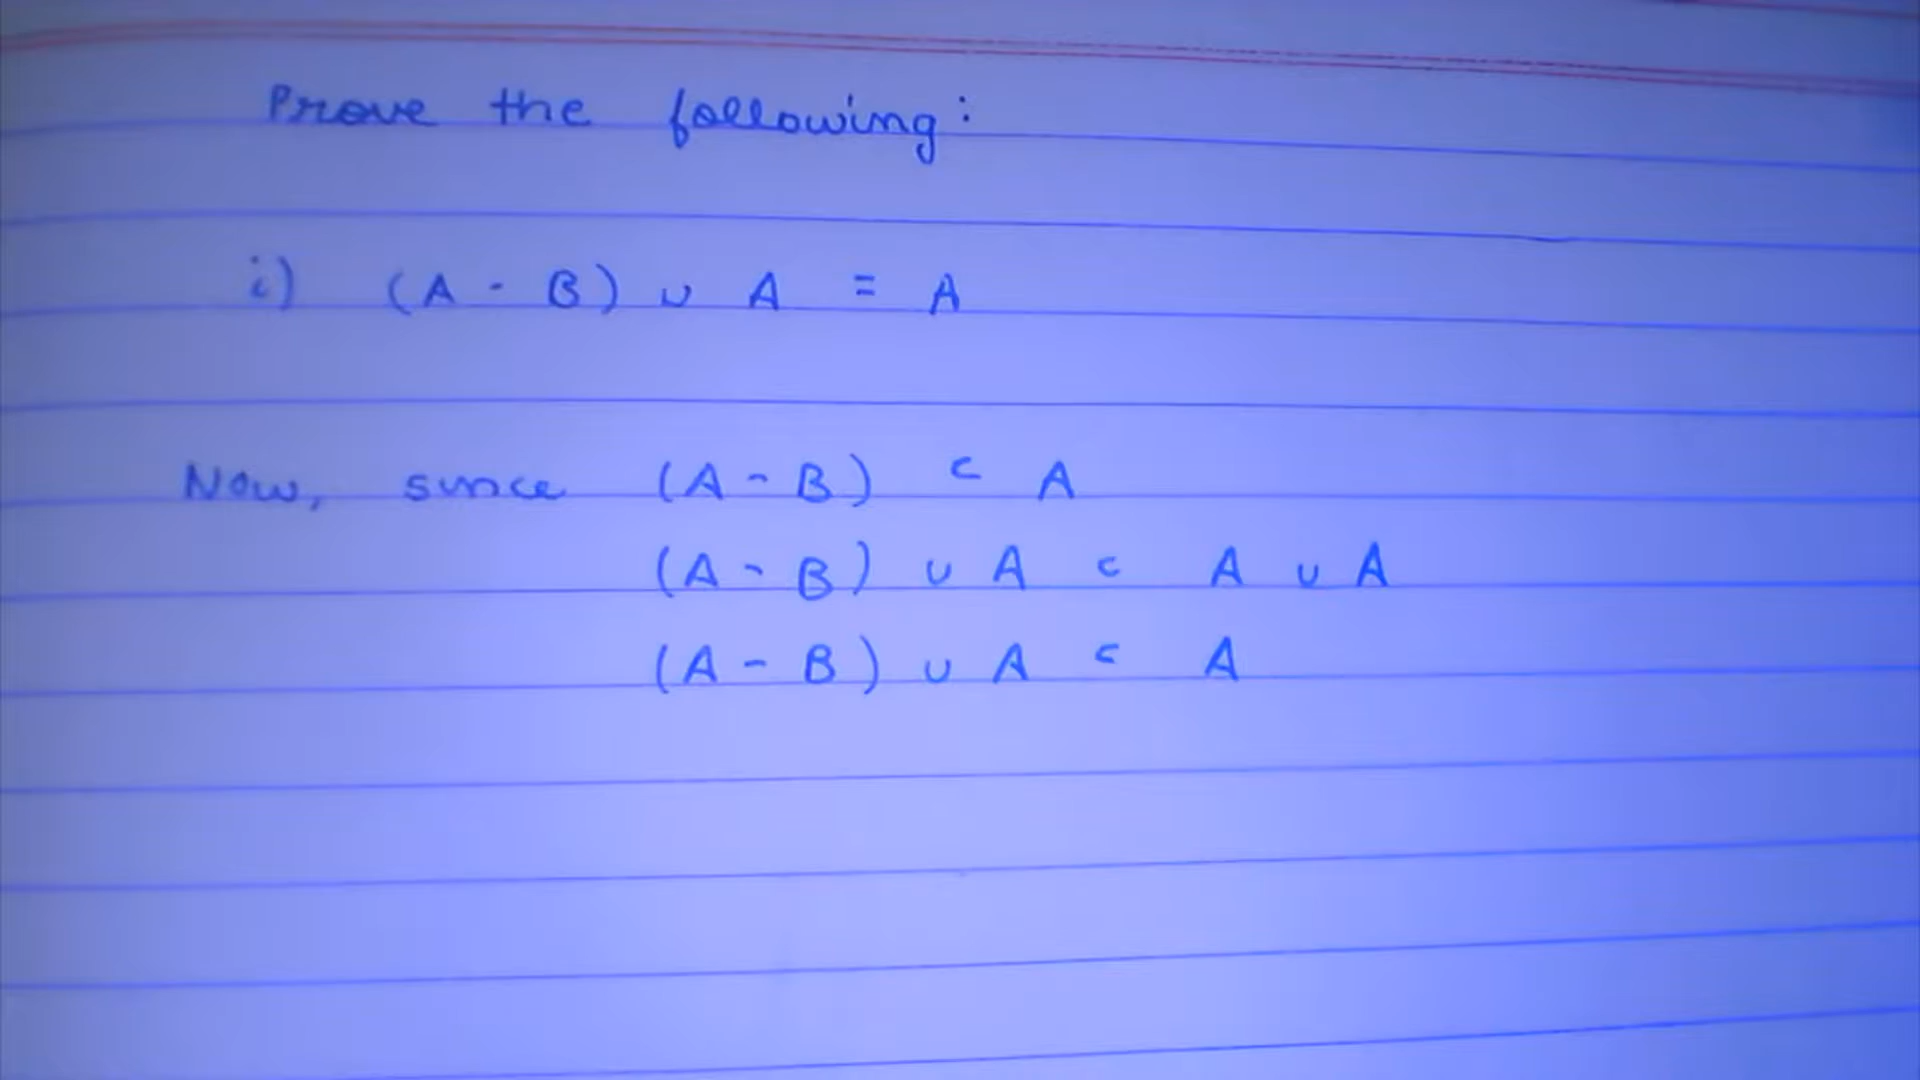 Prove the following:
i) (A - B) ∪ A = A
Now, since (A - B) ⊂ A
(A - B) ∪ A ⊂ A ∪ A
(A - B) ∪ A ⊂ A